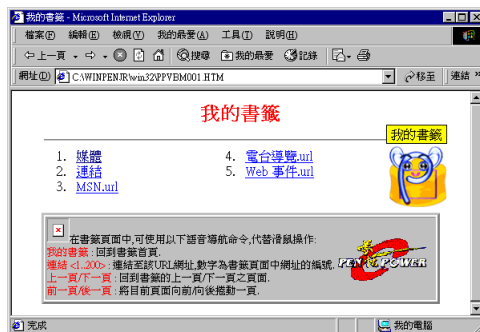 我的書籤 - Microsoft Internet Explorer
檔案(F) 編輯(E) 檢視(V) 我的最愛(A) 工具(T) 說明(H)
上一頁 搜尋 我的最愛 記錄
網址(D) C:\WINPENJR\win32\PPVBM001.HTM 移至 連結 »
我的書籤
我的書籤
1. 媒體
2. 連結
3. MSN.url
4. 電台導覽.url
5. Web 事件.url
在書籤頁面中,可使用以下語音導航命令,代替滑鼠操作:
我的書籤 : 回到書籤首頁.
連結 <1..200> : 連結至該URL網址,數字為書籤頁面中網址的編號.
上一頁/下一頁 : 回到書籤的上一頁/下一頁之頁面.
前一頁/後一頁 : 將目前頁面向前/向後捲動一頁.
PENPOWER
完成 我的電腦